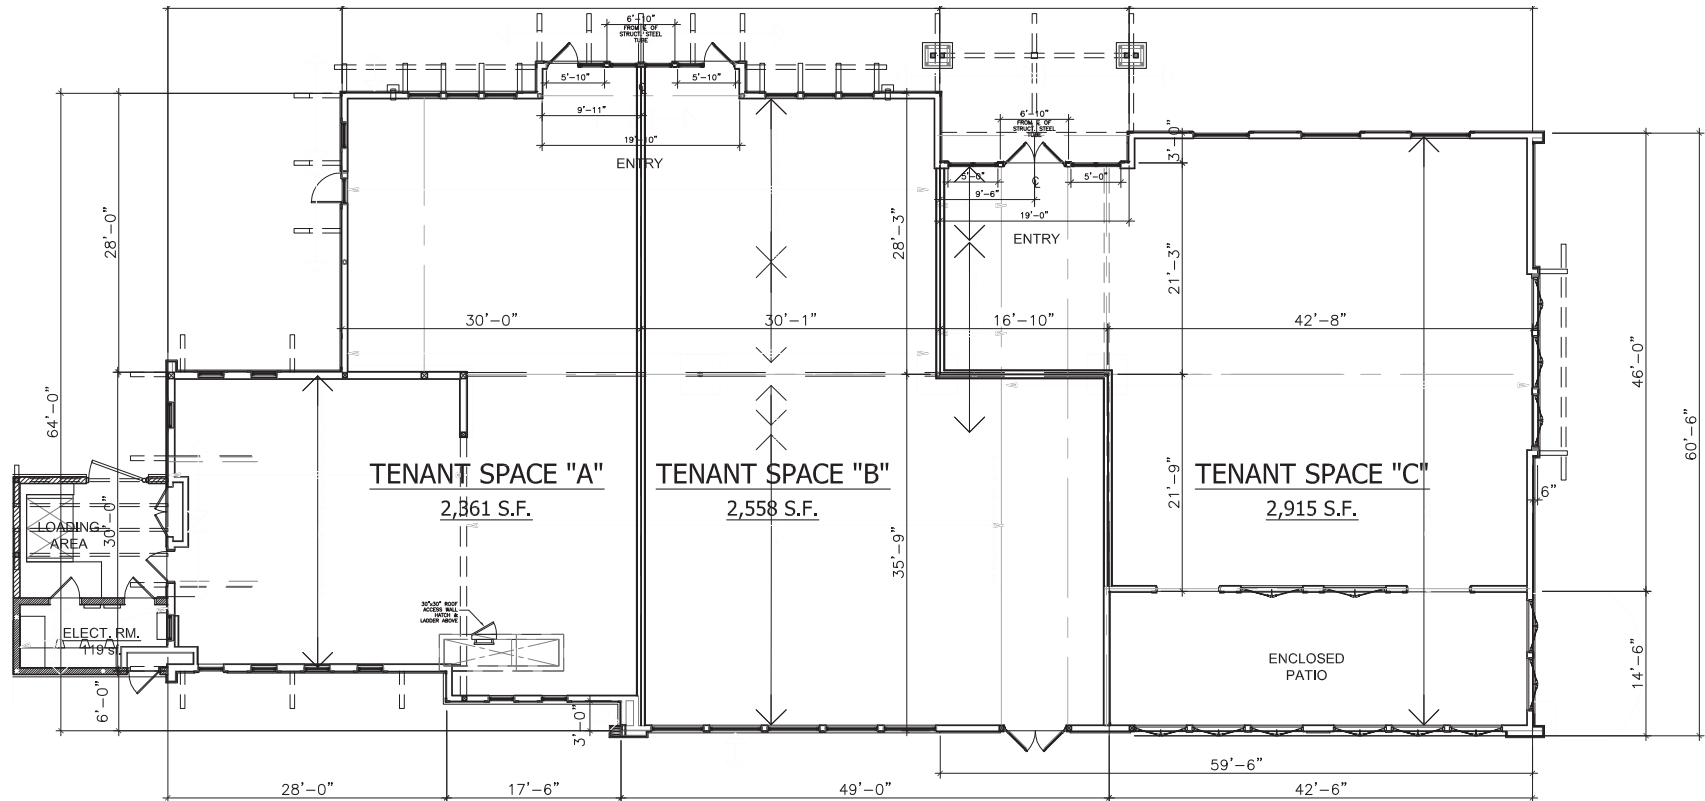 6'-10"
FROM ℄ OF
STRUCT. STEEL
TUBE
5'-10"
5'-10"
℄
9'-11"
19'-10"
ENTRY
6'-10"
FROM ℄ OF
STRUCT. STEEL
TUBE
3'-0"
5'-0"
℄
5'-0"
9'-6"
19'-0"
ENTRY
28'-0"
28'-3"
21'-3"
30'-0"
30'-1"
16'-10"
42'-8"
64'-0"
46'-0"
60'-6"
TENANT SPACE "A"
2,361 S.F.
TENANT SPACE "B"
2,558 S.F.
TENANT SPACE "C"
2,915 S.F.
21'-9"
6"
LOADING
AREA
30'-0"
35'-9"
30"x30" ROOF
ACCESS WALL
HATCH &
LADDER ABOVE
ELECT. RM.
119 sf.
ENCLOSED
PATIO
14'-6"
6'-0"
3'-0"
59'-6"
28'-0"
17'-6"
49'-0"
42'-6"